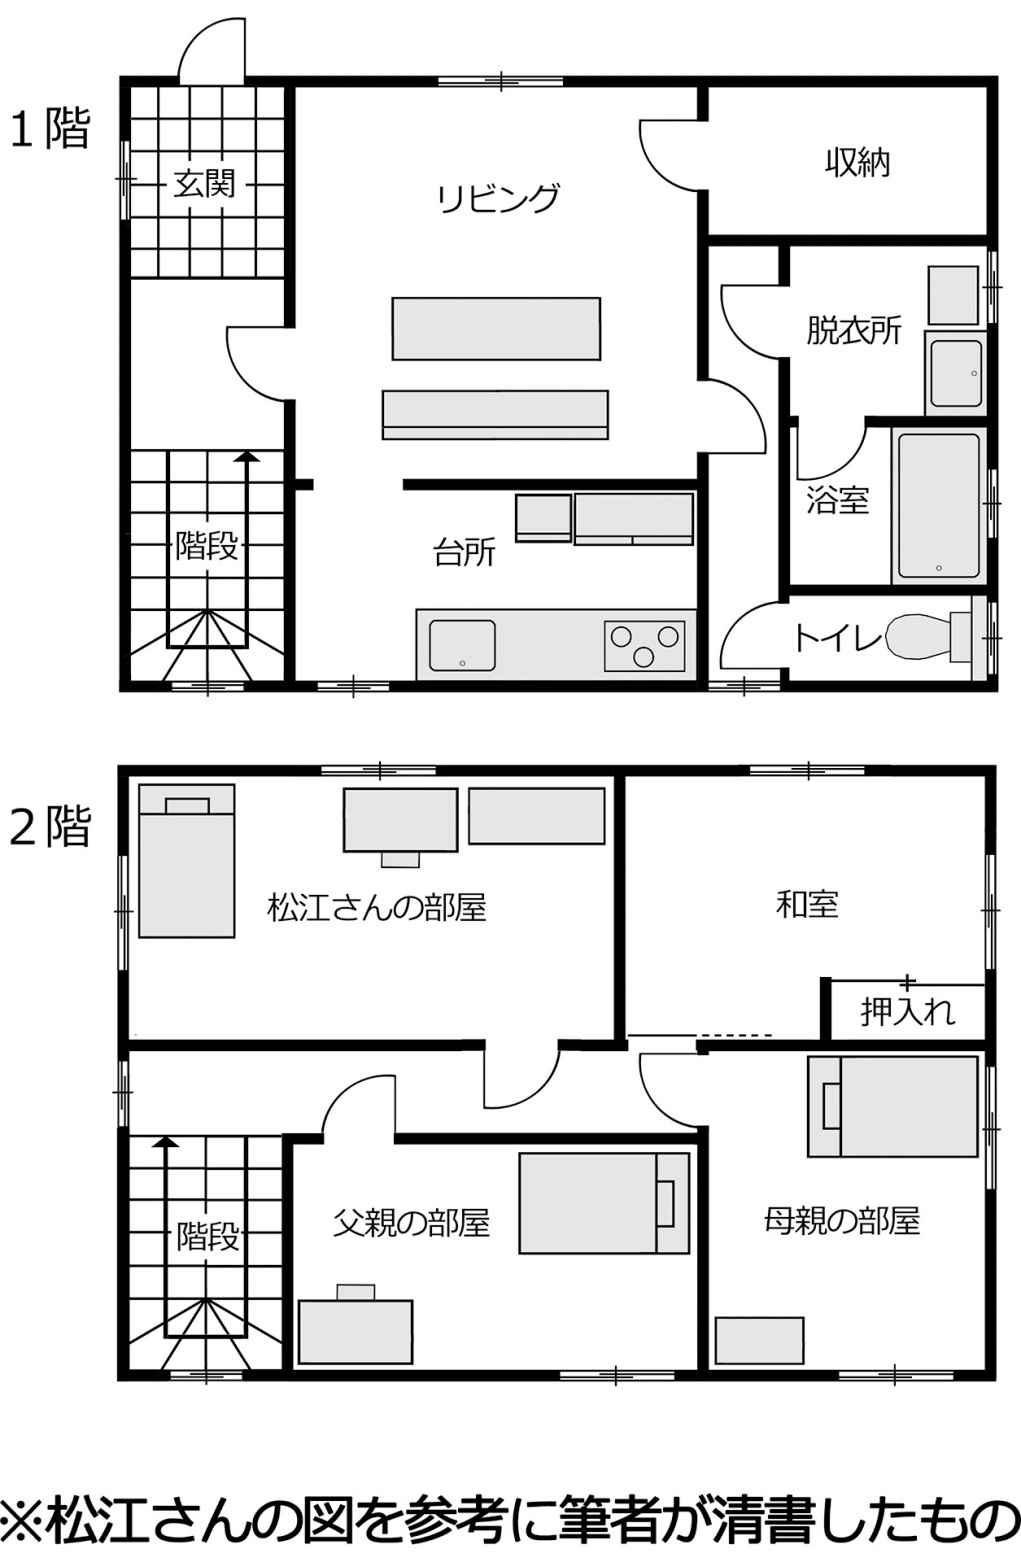 １階
玄関
リビング
収納
脱衣所
浴室
階段
台所
トイレ
２階
松江さんの部屋
和室
押入れ
階段
父親の部屋
母親の部屋
※松江さんの図を参考に筆者が清書したもの